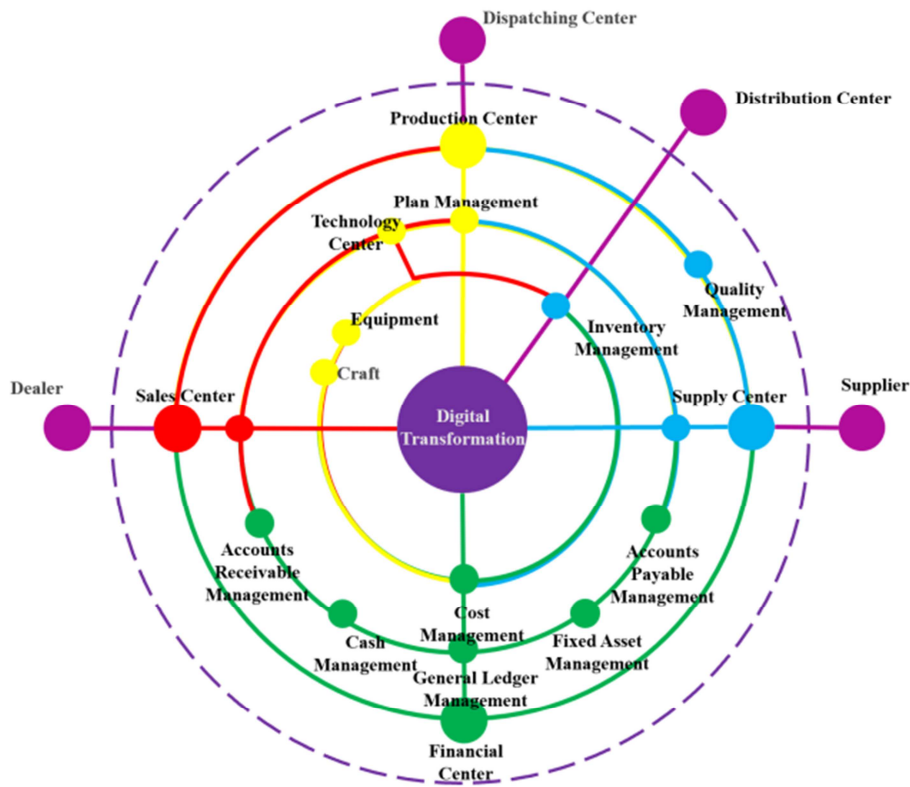 Dispatching Center
Distribution Center
Production Center
Plan Management
Technology
Center
Quality
Management
Equipment
Inventory
Management
Craft
Dealer
Sales Center
Supply Center
Supplier
Digital
Transformation
Accounts
Receivable
Management
Accounts
Payable
Management
Cost
Management
Cash
Management
Fixed Asset
Management
General Ledger
Management
Financial
Center